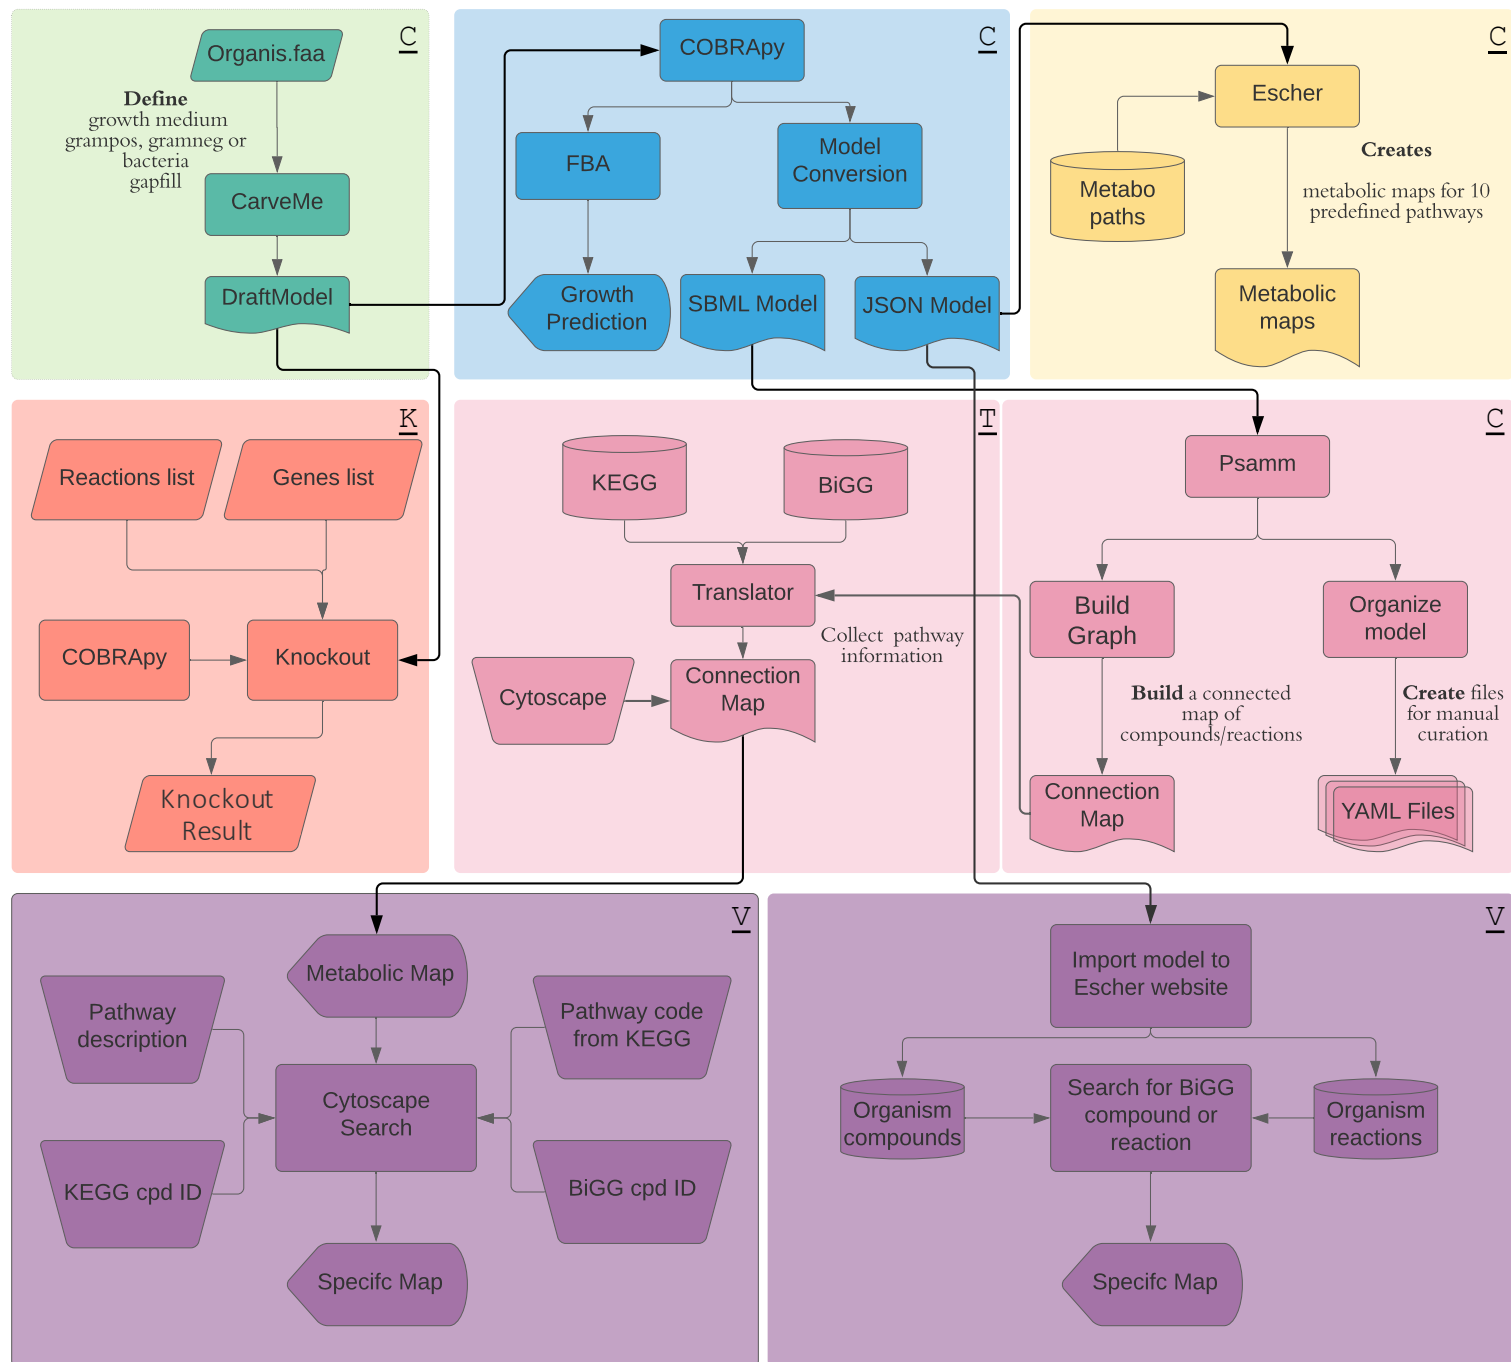 C
Organis.faa
Define
growth medium
grampos, gramneg or
bacteria
gapfill
CarveMe
DraftModel
C
COBRApy
FBA
Model
Conversion
Growth
Prediction
SBML Model
JSON Model
C
Escher
Metabo
paths
Creates
metabolic maps for 10
predefined pathways
Metabolic
maps
K
Reactions list
Genes list
COBRApy
Knockout
Knockout
Result
T
KEGG
BiGG
Translator
Collect pathway
information
Cytoscape
Connection
Map
C
Psamm
Build
Graph
Organize
model
Build a connected
map of
compounds/reactions
Create files
for manual
curation
Connection
Map
YAML Files
V
Metabolic Map
Pathway
description
Pathway code
from KEGG
Cytoscape
Search
KEGG cpd ID
BiGG cpd ID
Specifc Map
V
Import model to
Escher website
Organism
compounds
Search for BiGG
compound or
reaction
Organism
reactions
Specifc Map